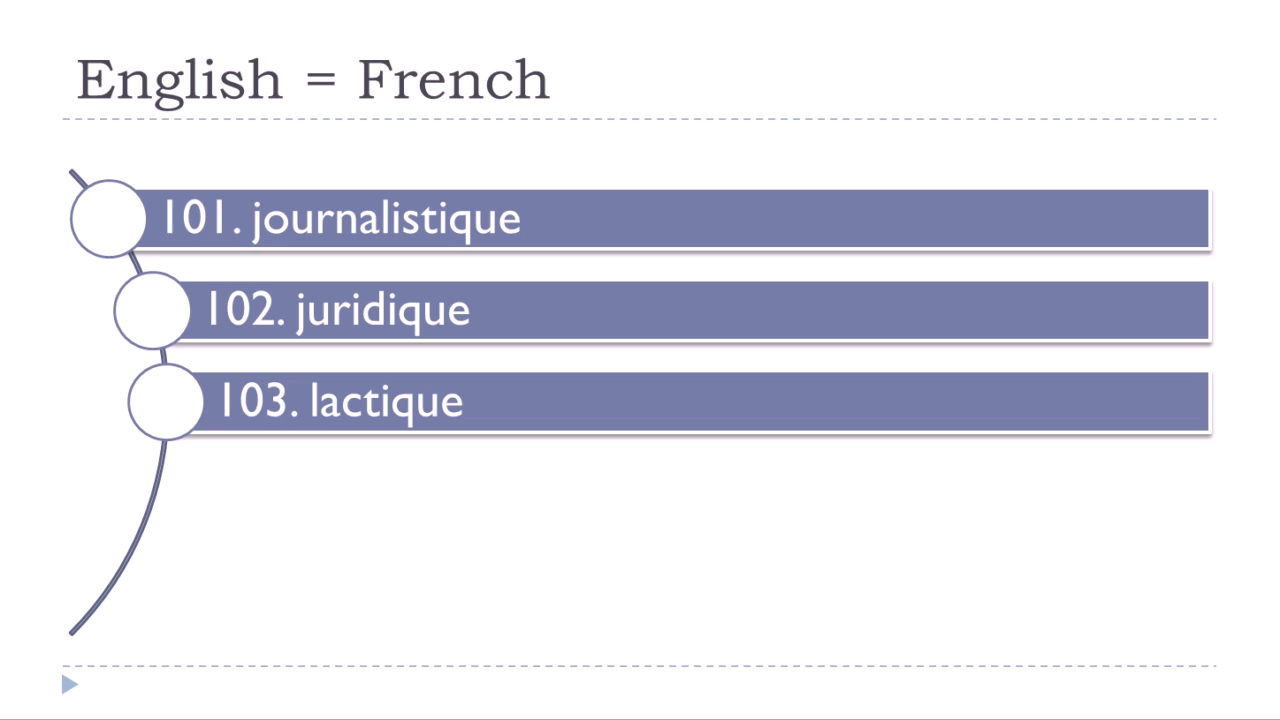 English = French
101. journalistique
102. juridique
103. lactique